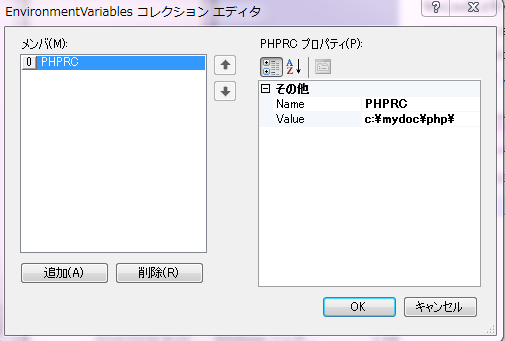 EnvironmentVariables コレクション エディタ
メンバ(M):
0 PHPRC
追加(A)
削除(R)
PHPRC プロパティ(P):
その他
Name PHPRC
Value c:¥mydoc¥php¥
OK
キャンセル